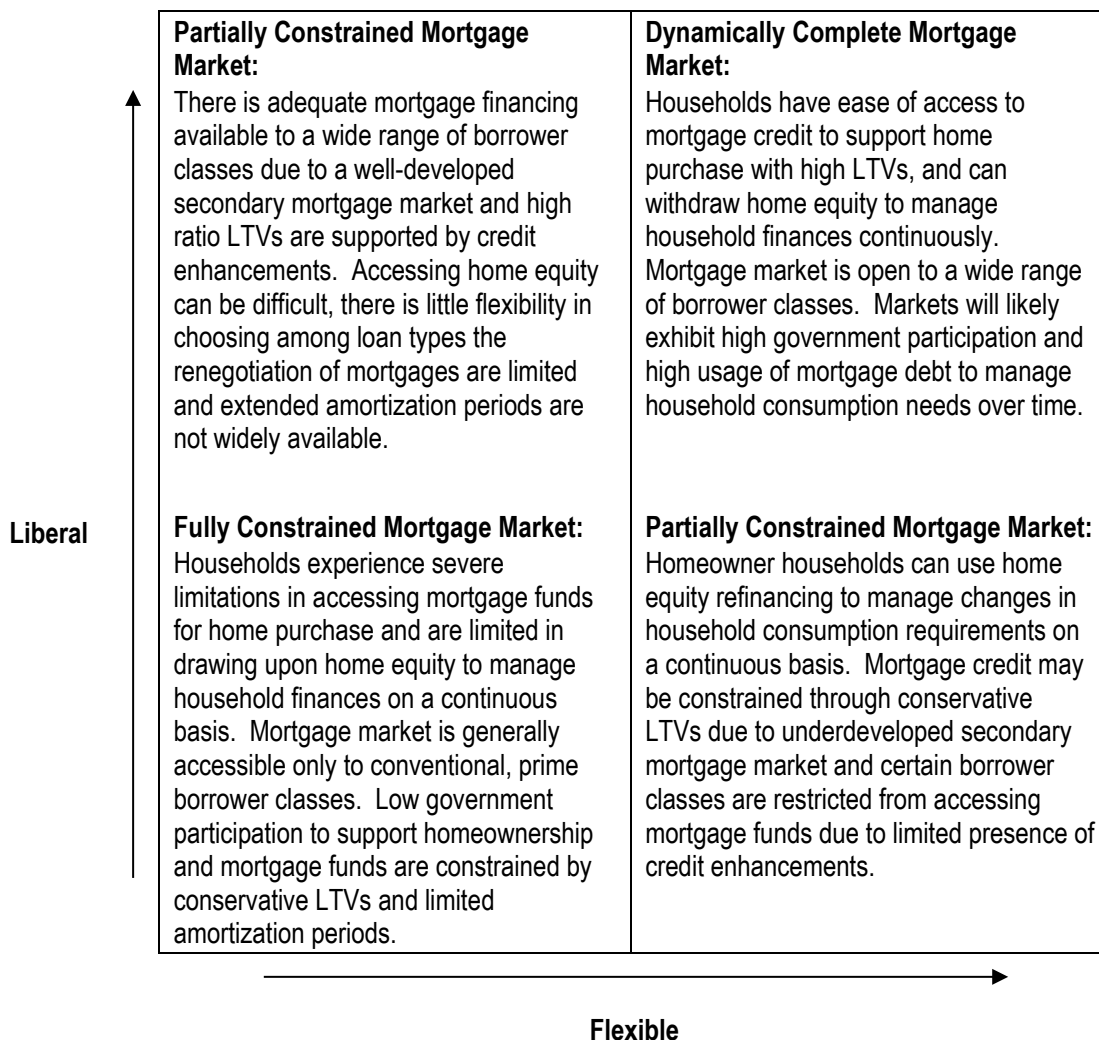 Partially Constrained Mortgage
Market:
There is adequate mortgage financing
available to a wide range of borrower
classes due to a well-developed
secondary mortgage market and high
ratio LTVs are supported by credit
enhancements.  Accessing home equity
can be difficult, there is little flexibility in
choosing among loan types the
renegotiation of mortgages are limited
and extended amortization periods are
not widely available.
Dynamically Complete Mortgage
Market:
Households have ease of access to
mortgage credit to support home
purchase with high LTVs, and can
withdraw home equity to manage
household finances continuously.
Mortgage market is open to a wide range
of borrower classes.  Markets will likely
exhibit high government participation and
high usage of mortgage debt to manage
household consumption needs over time.
Liberal
Fully Constrained Mortgage Market:
Households experience severe
limitations in accessing mortgage funds
for home purchase and are limited in
drawing upon home equity to manage
household finances on a continuous
basis.  Mortgage market is generally
accessible only to conventional, prime
borrower classes.  Low government
participation to support homeownership
and mortgage funds are constrained by
conservative LTVs and limited
amortization periods.
Partially Constrained Mortgage Market:
Homeowner households can use home
equity refinancing to manage changes in
household consumption requirements on
a continuous basis.  Mortgage credit may
be constrained through conservative
LTVs due to underdeveloped secondary
mortgage market and certain borrower
classes are restricted from accessing
mortgage funds due to limited presence of
credit enhancements.
Flexible